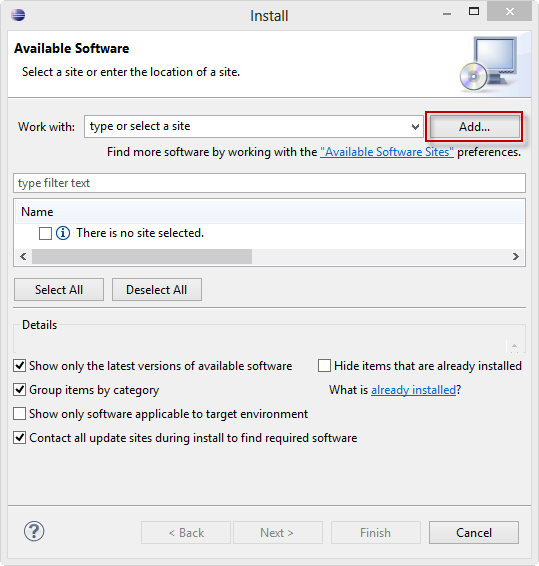 Install
Available Software
Select a site or enter the location of a site.
Work with: type or select a site Add...
Find more software by working with the "Available Software Sites" preferences.
type filter text
Name
There is no site selected.
Select All Deselect All
Details
Show only the latest versions of available software Hide items that are already installed
Group items by category What is already installed?
Show only software applicable to target environment
Contact all update sites during install to find required software
? < Back Next > Finish Cancel